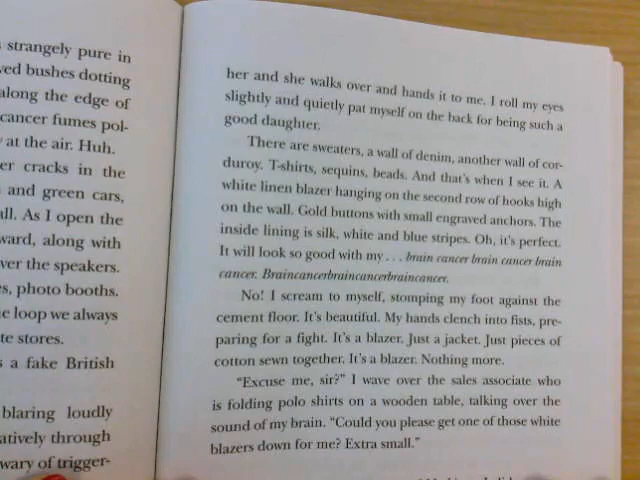 strangely pure in
ved bushes dotting
along the edge of
cancer fumes pol-
at the air. Huh.
er cracks in the
and green cars,
all. As I open the
ward, along with
ver the speakers.
es, photo booths.
e loop we always
te stores.
a fake British
blaring loudly
atively through
wary of trigger-
her and she walks over and hands it to me. I roll my eyes
slightly and quietly pat myself on the back for being such a
good daughter.
There are sweaters, a wall of denim, another wall of cor-
duroy. T-shirts, sequins, beads. And that's when I see it. A
white linen blazer hanging on the second row of hooks high
on the wall. Gold buttons with small engraved anchors. The
inside lining is silk, white and blue stripes. Oh, it's perfect.
It will look so good with my . . . brain cancer brain cancer brain
cancer. Braincancerbraincancerbraincancer.
No! I scream to myself, stomping my foot against the
cement floor. It's beautiful. My hands clench into fists, pre-
paring for a fight. It's a blazer. Just a jacket. Just pieces of
cotton sewn together. It's a blazer. Nothing more.
"Excuse me, sir?" I wave over the sales associate who
is folding polo shirts on a wooden table, talking over the
sound of my brain. "Could you please get one of those white
blazers down for me? Extra small."